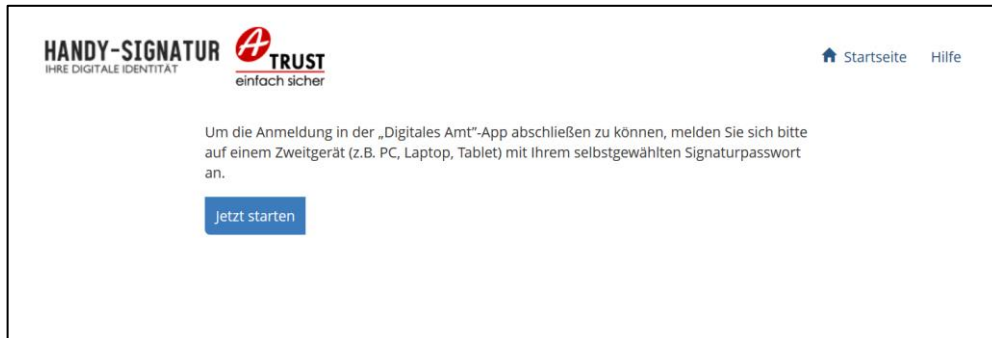 HANDY-SIGNATUR
IHRE DIGITALE IDENTITÄT
A TRUST
einfach sicher
Startseite Hilfe
Um die Anmeldung in der „Digitales Amt“-App abschließen zu können, melden Sie sich bitte
auf einem Zweitgerät (z.B. PC, Laptop, Tablet) mit Ihrem selbstgewählten Signaturpasswort
an.
Jetzt starten